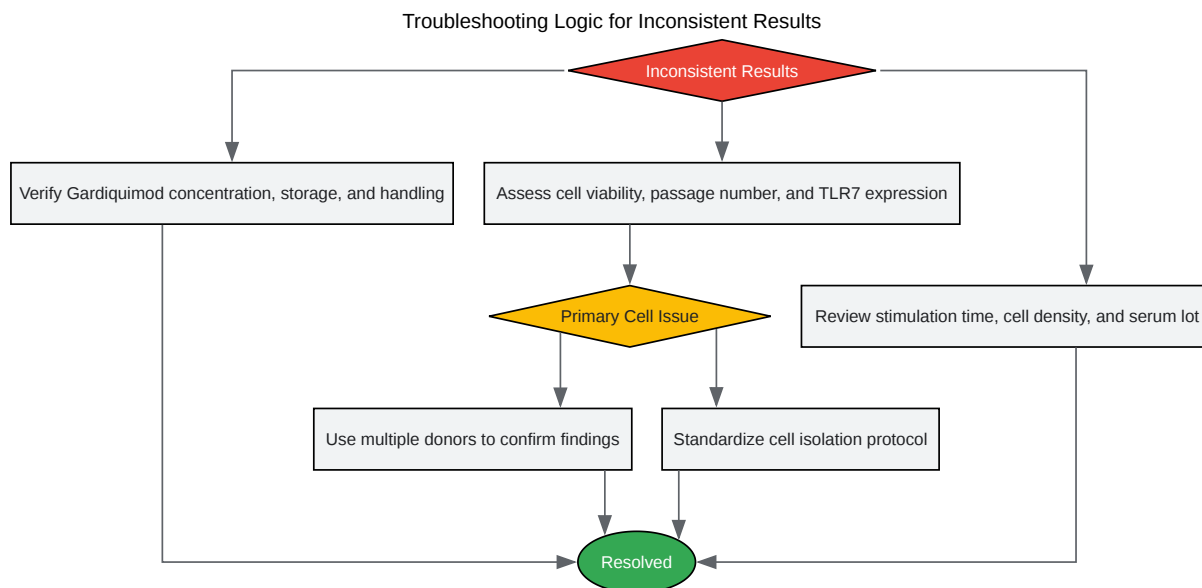 Troubleshooting Logic for Inconsistent Results
Inconsistent Results
Verify Gardiquimod concentration, storage, and handling
Assess cell viability, passage number, and TLR7 expression
Primary Cell Issue
Review stimulation time, cell density, and serum lot
Use multiple donors to confirm findings
Standardize cell isolation protocol
Resolved